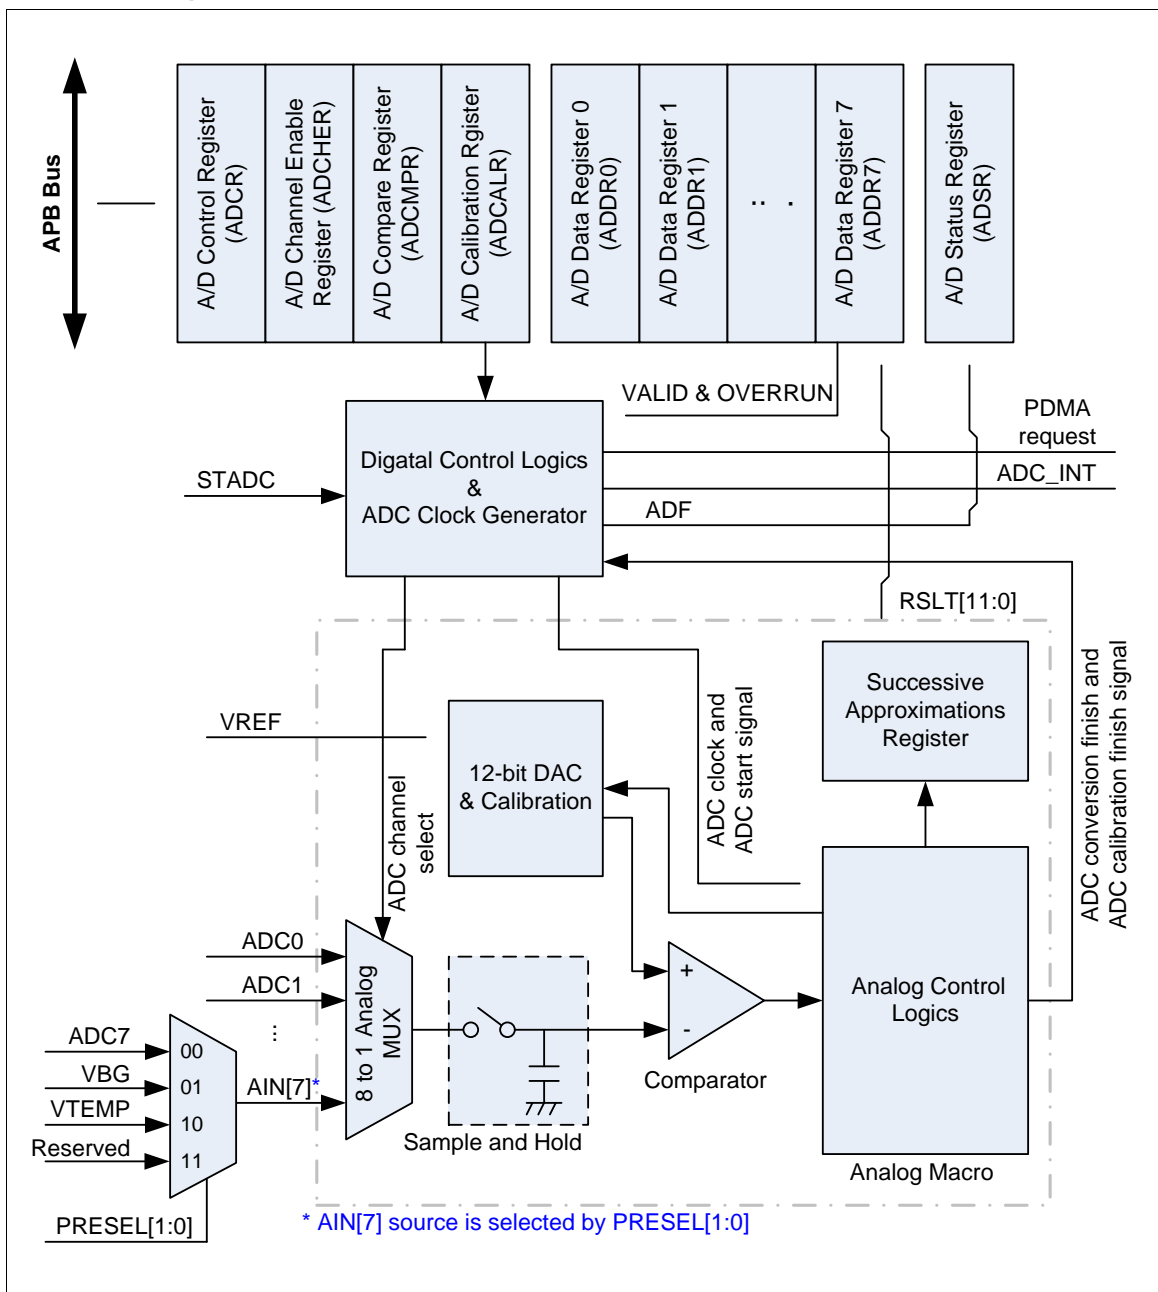 APB Bus
A/D Control Register
(ADCR)
A/D Channel Enable
Register (ADCHER)
A/D Compare Register
(ADCMPR)
A/D Calibration Rgister
(ADCALR)
A/D Data Register 0
(ADDR0)
A/D Data Register 1
(ADDR1)
.. .
A/D Data Register 7
(ADDR7)
A/D Status Register
(ADSR)
VALID & OVERRUN
PDMA
request
Digatal Control Logics
&
ADC Clock Generator
STADC
ADC_INT
ADF
RSLT[11:0]
Successive
Approximations
Register
VREF
12-bit DAC
& Calibration
ADC clock and
ADC start signal
ADC conversion finish and
ADC calibration finish signal
ADC channel
select
ADC0
ADC1
...
8 to 1 Analog
MUX
+
-
Comparator
Analog Control
Logics
ADC7
VBG
VTEMP
Reserved
00
01
10
11
AIN[7]*
Sample and Hold
Analog Macro
PRESEL[1:0]
* AIN[7] source is selected by PRESEL[1:0]